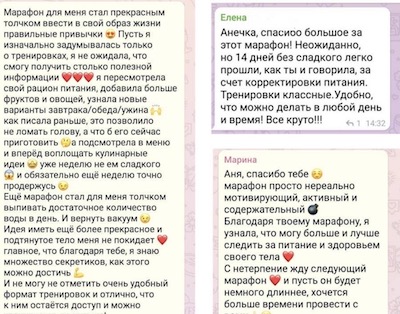 Марафон для меня стал прекрасным
толчком ввести в свой образ жизни
правильные привычки 😍 Пусть я
изначально задумывалась только
о тренировках, я не ожидала, что
смогу получить столько полезной
информации ❤️❤️❤️ я пересмотрела
свой рацион питания, добавила больше
фруктов и овощей, узнала новые
варианты завтрака/обеда/ужина 😋
как писала раньше, это позволило
не ломать голову, а что б его сейчас
приготовить 🤔а подсмотрела в меню
и вперёд воплощать кулинарные
идеи 😁 уже неделю не ем сладкого
😱 и обязательно ещё неделю точно
продержусь 😉
Ещё марафон стал для меня толчком
выпивать достаточное количество
воды в день. И вернуть вакуум 😉
Идея иметь ещё более прекрасное и
подтянутое тело меня не покидает ❤️
главное, что благодаря тебе, я знаю
множество секретиков, как этого
можно достичь 💪
И не могу не отметить очень удобный
формат тренировок и отлично, что
к ним остаётся доступ и можно
Елена
Анечка, спасиоо большое за
этот марафон! Неожиданно,
но 14 дней без сладкого легко
прошли, как ты и говорила, за
счет корректировки питания.
Тренировки классные.Удобно,
что можно делать в любой день
и время! Все круто!!!
1 14:32
Марина
Аня, спасибо тебе ☺️
марафон просто нереально
мотивирующий, активный и
содержательный 💣
Благодаря твоему марафону, я
узнала, что могу больше и лучше
следить за питание и здоровьем
своего тела ❤️
С нетерпение жду следующий
марафон ❤️ и пусть он будет
немного длиннее, хочется
больше времени провести с